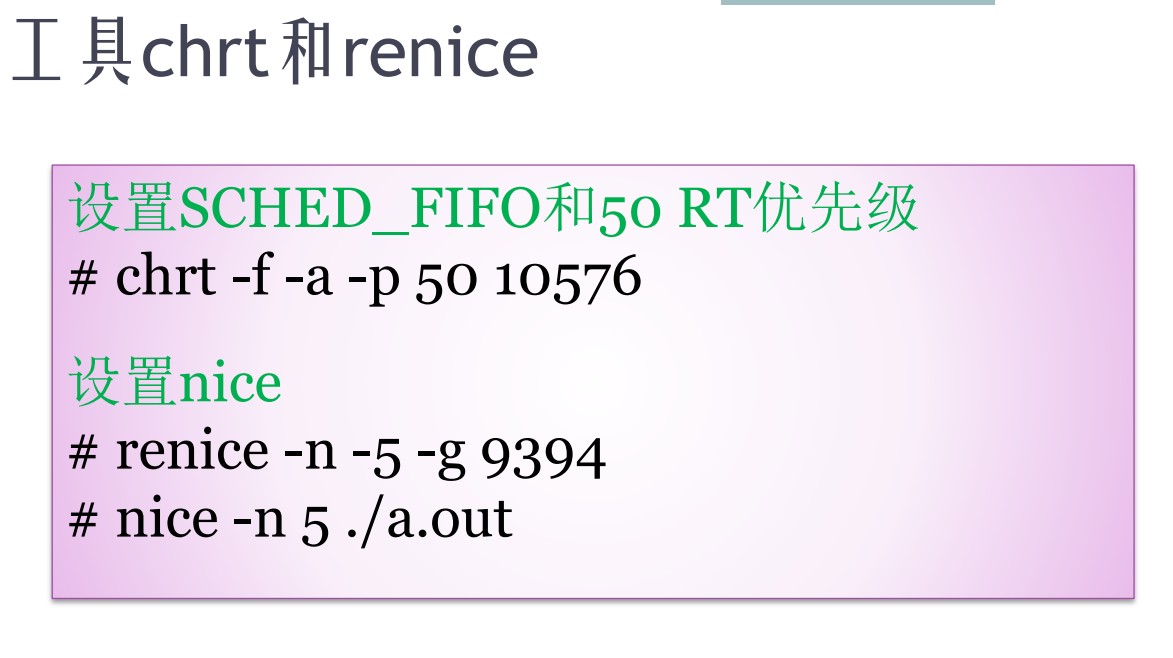 工具chrt和renice
设置SCHED_FIFO和50 RT优先级
# chrt -f -a -p 50 10576
设置nice
# renice -n -5 -g 9394
# nice -n 5 ./a.out